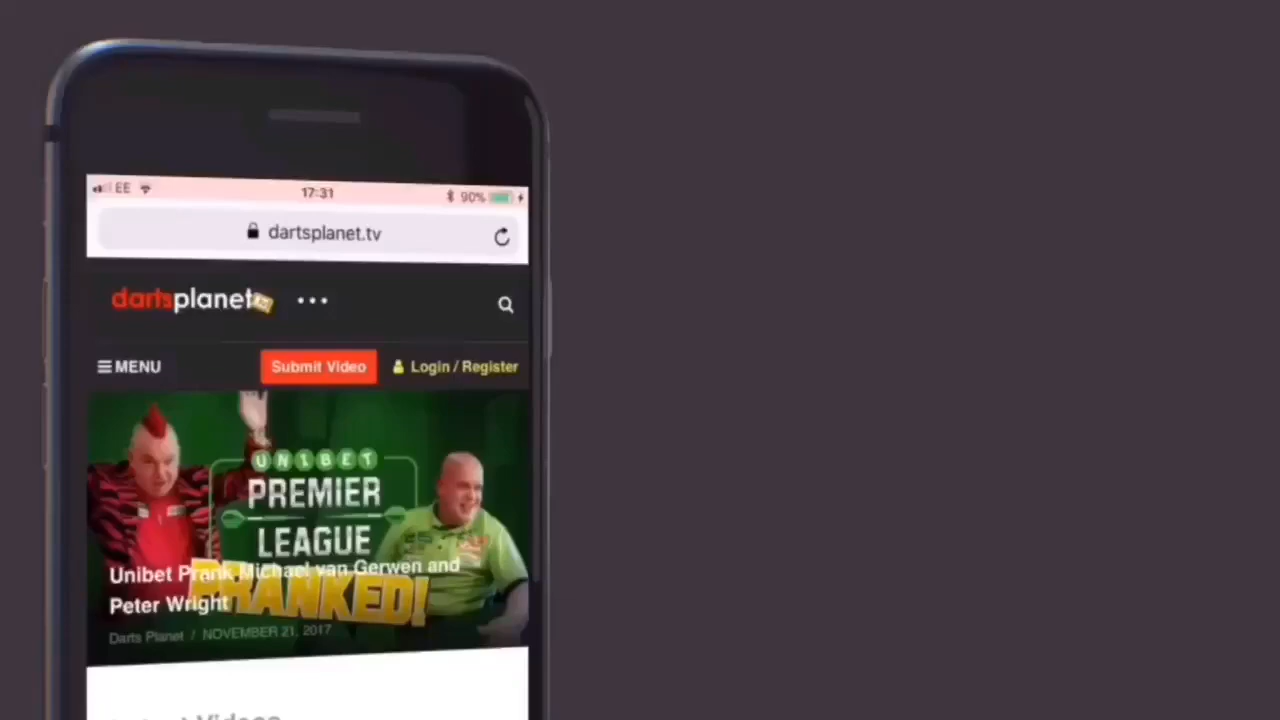 EE 17:31 90%
dartsplanet.tv
dartsplanet
MENU Submit Video Login / Register
UNIBET
PREMIER
LEAGUE
PRANKED!
Unibet Prank Michael van Gerwen and
Peter Wright
Darts Planet / NOVEMBER 21, 2017
Videos